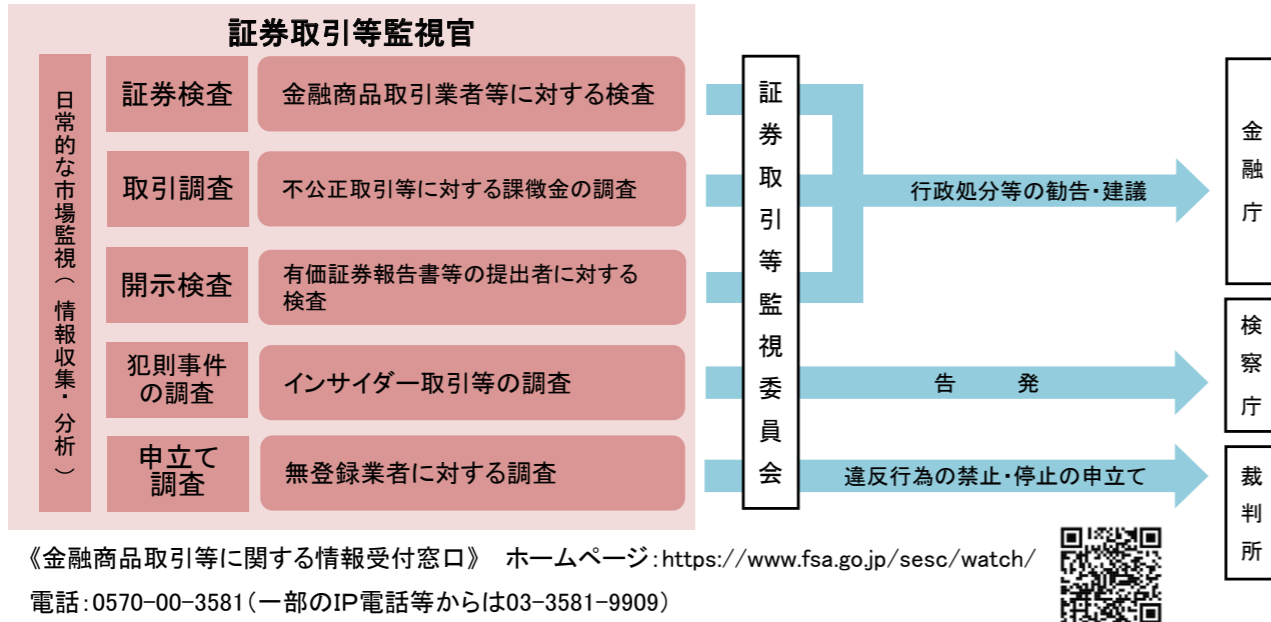 証券取引等監視官
日常的な市場監視(情報収集・分析)
証券検査
金融商品取引業者等に対する検査
取引調査
不公正取引等に対する課徴金の調査
開示検査
有価証券報告書等の提出者に対する
検査
犯則事件
の調査
インサイダー取引等の調査
申立て
調査
無登録業者に対する調査
証券取引等監視委員会
行政処分等の勧告・建議
告 発
違反行為の禁止・停止の申立て
金融庁
検察庁
裁判所
《金融商品取引等に関する情報受付窓口》 ホームページ:https://www.fsa.go.jp/sesc/watch/
電話:0570-00-3581(一部のIP電話等からは03-3581-9909)